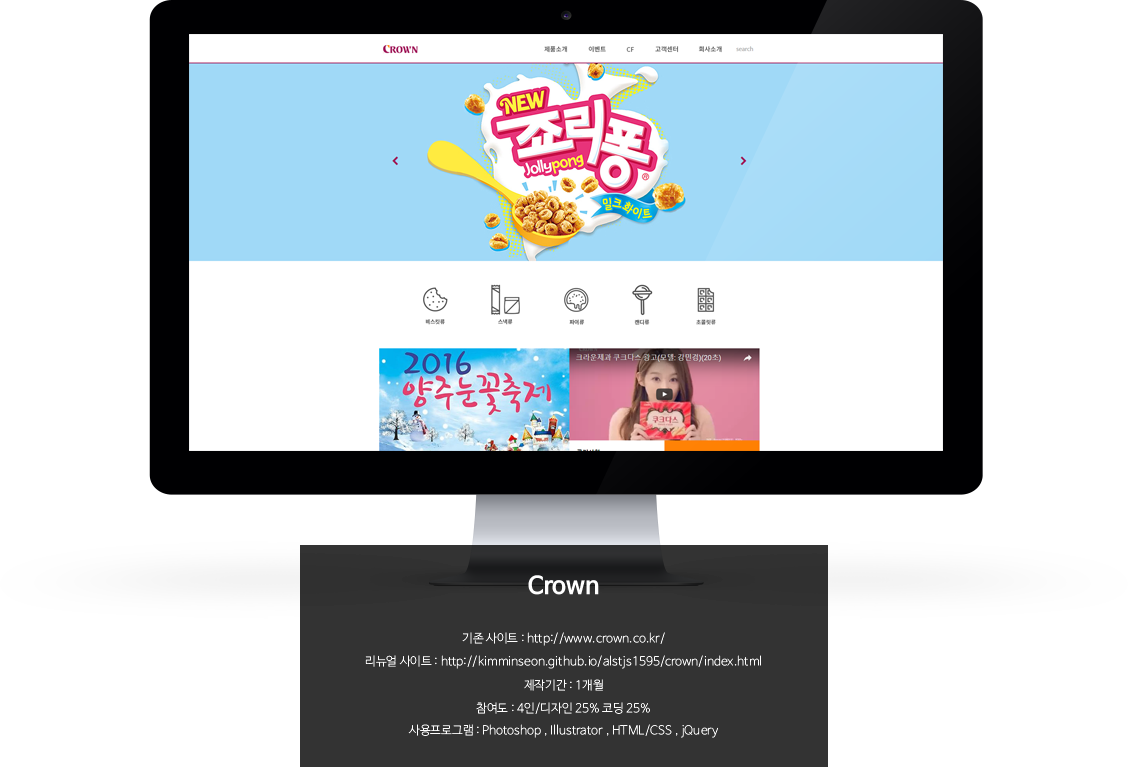 CROWN
제품소개 이벤트 CF 고객센터 회사소개 search
NEW
죠리퐁
Jollypong
®
밀크 화이트
비스킷류 스낵류 파이류 캔디류 초콜릿류
2016
양주눈꽃축제
크라운제과 쿠크다스 광고(모델: 강민경)(20초)
쿠크다스
Crown
기존 사이트 : http://www.crown.co.kr/
리뉴얼 사이트 : http://kimminseon.github.io/alstjs1595/crown/index.html
제작기간 : 1개월
참여도 : 4인/디자인 25% 코딩 25%
사용프로그램 : Photoshop , Illustrator , HTML/CSS , jQuery